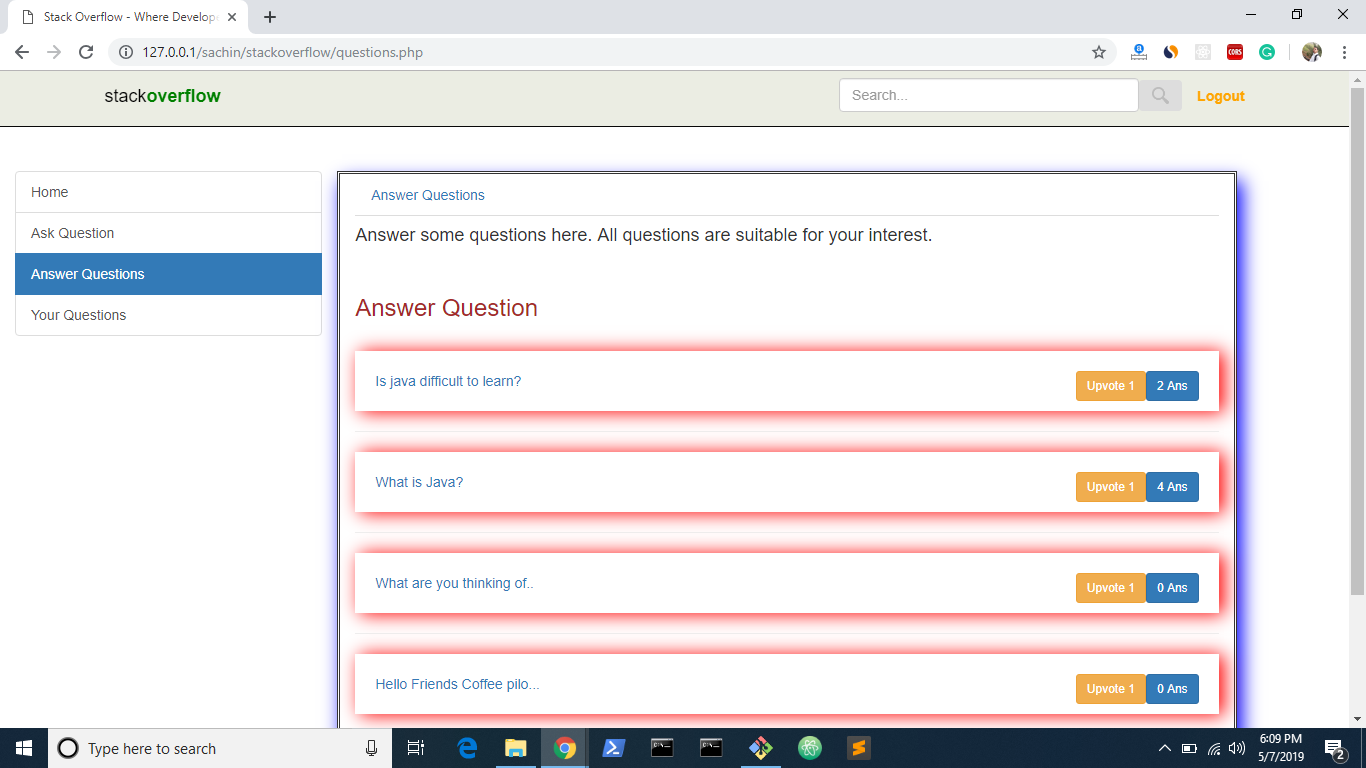 Stack Overflow - Where Develope
127.0.0.1/sachin/stackoverflow/questions.php
CORS
stackoverflow
Search...
Logout
Home
Ask Question
Answer Questions
Your Questions
Answer Questions
Answer some questions here. All questions are suitable for your interest.
Answer Question
Is java difficult to learn?
Upvote 1
2 Ans
What is Java?
Upvote 1
4 Ans
What are you thinking of..
Upvote 1
0 Ans
Hello Friends Coffee pilo...
Upvote 1
0 Ans
Type here to search
6:09 PM
5/7/2019
2